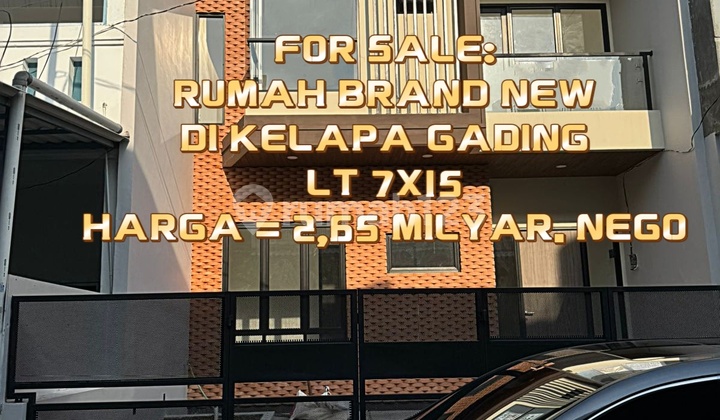 FOR SALE:
RUMAH BRAND NEW
DI KELAPA GADING
LT 7X15
HARGA = 2,65 MILYAR. NEGO